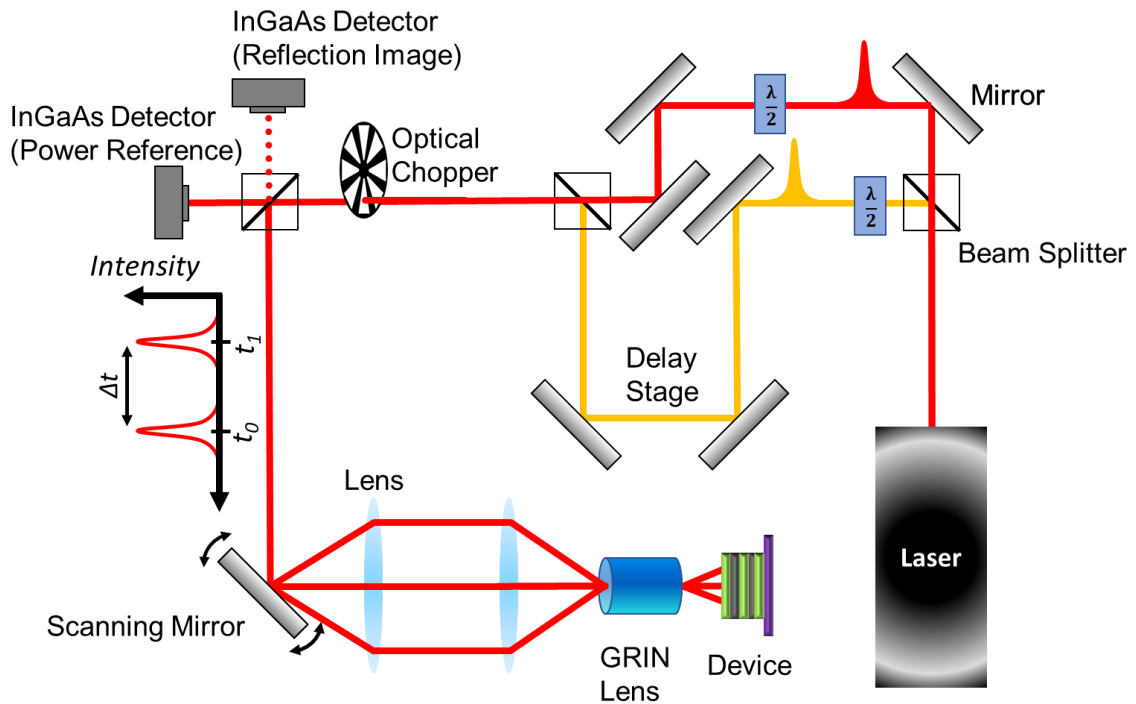 InGaAs Detector
(Reflection Image)
InGaAs Detector
(Power Reference)
Optical
Chopper
λ
2
Mirror
λ
2
Beam Splitter
Intensity
t1
Δt
t0
Delay
Stage
Lens
Laser
Scanning Mirror
GRIN
Lens
Device